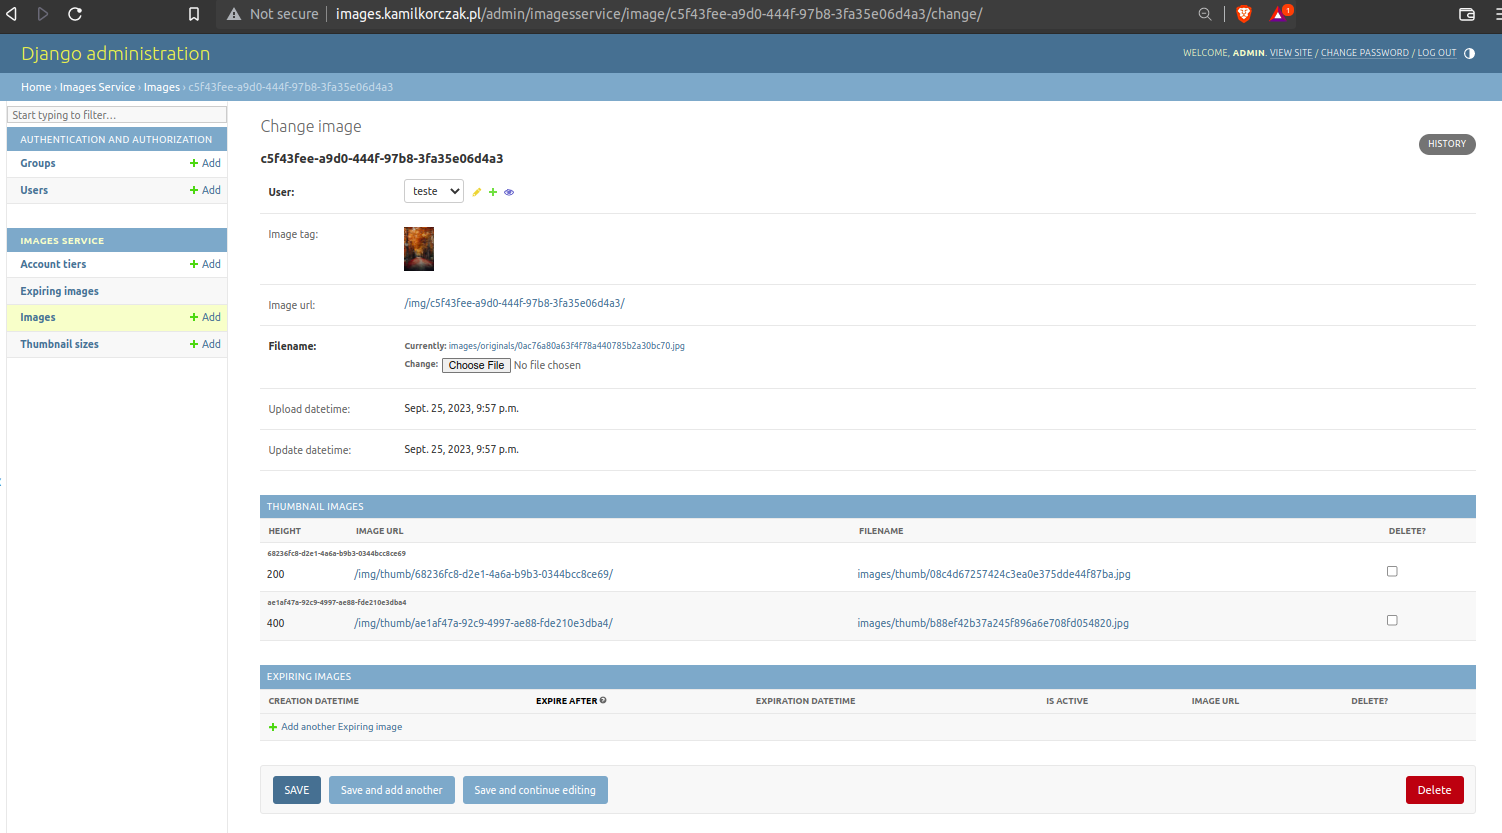 Not secure images.kamilkorczak.pl/admin/imagesservice/image/c5f43fee-a9d0-444f-97b8-3fa35e06d4a3/change/
1
Django administration
WELCOME, ADMIN. VIEW SITE / CHANGE PASSWORD / LOG OUT
Home › Images Service › Images › c5f43fee-a9d0-444f-97b8-3fa35e06d4a3
Start typing to filter...
AUTHENTICATION AND AUTHORIZATION
Groups + Add
Users + Add
IMAGES SERVICE
Account tiers + Add
Expiring images
Images + Add
Thumbnail sizes + Add
Change image
HISTORY
c5f43fee-a9d0-444f-97b8-3fa35e06d4a3
User: teste
Image tag:
Image url: /img/c5f43fee-a9d0-444f-97b8-3fa35e06d4a3/
Filename: Currently: images/originals/0ac76a80a63f4f78a440785b2a30bc70.jpg
Change: Choose File No file chosen
Upload datetime: Sept. 25, 2023, 9:57 p.m.
Update datetime: Sept. 25, 2023, 9:57 p.m.
THUMBNAIL IMAGES
HEIGHT IMAGE URL FILENAME DELETE?
68236fc8-d2e1-4a6a-b9b3-0344bcc8ce69
200 /img/thumb/68236fc8-d2e1-4a6a-b9b3-0344bcc8ce69/ images/thumb/08c4d67257424c3ea0e375dde44f87ba.jpg
ae1af47a-92c9-4997-ae88-fde210e3dba4
400 /img/thumb/ae1af47a-92c9-4997-ae88-fde210e3dba4/ images/thumb/b88ef42b37a245f896a6e708fd054820.jpg
EXPIRING IMAGES
CREATION DATETIME EXPIRE AFTER ? EXPIRATION DATETIME IS ACTIVE IMAGE URL DELETE?
+ Add another Expiring image
SAVE Save and add another Save and continue editing Delete